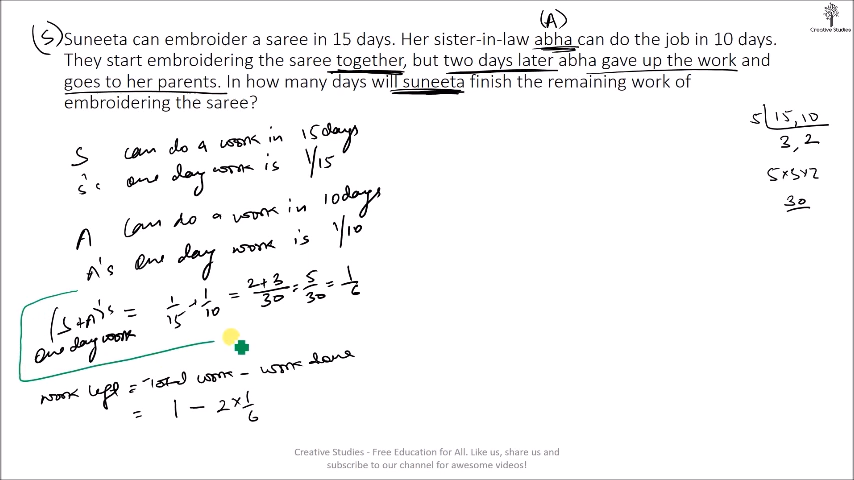 (A)
Creative Studies
(S) Suneeta can embroider a saree in 15 days. Her sister-in-law abha can do the job in 10 days.
They start embroidering the saree together, but two days later abha gave up the work and
goes to her parents. In how many days will suneeta finish the remaining work of
embroidering the saree?
S can do a work in 15days
S's one day work is 1/15
A can do a work in 10days
A's one day work is 1/10
(S+A)'s one day work = 1/15 + 1/10 = 2+3/30 = 5/30 = 1/6
work left = Total work - work done
= 1 - 2×1/6
5 | 15, 10
3, 2
5×3×2
30
Creative Studies - Free Education for All. Like us, share us and
subscribe to our channel for awesome videos!